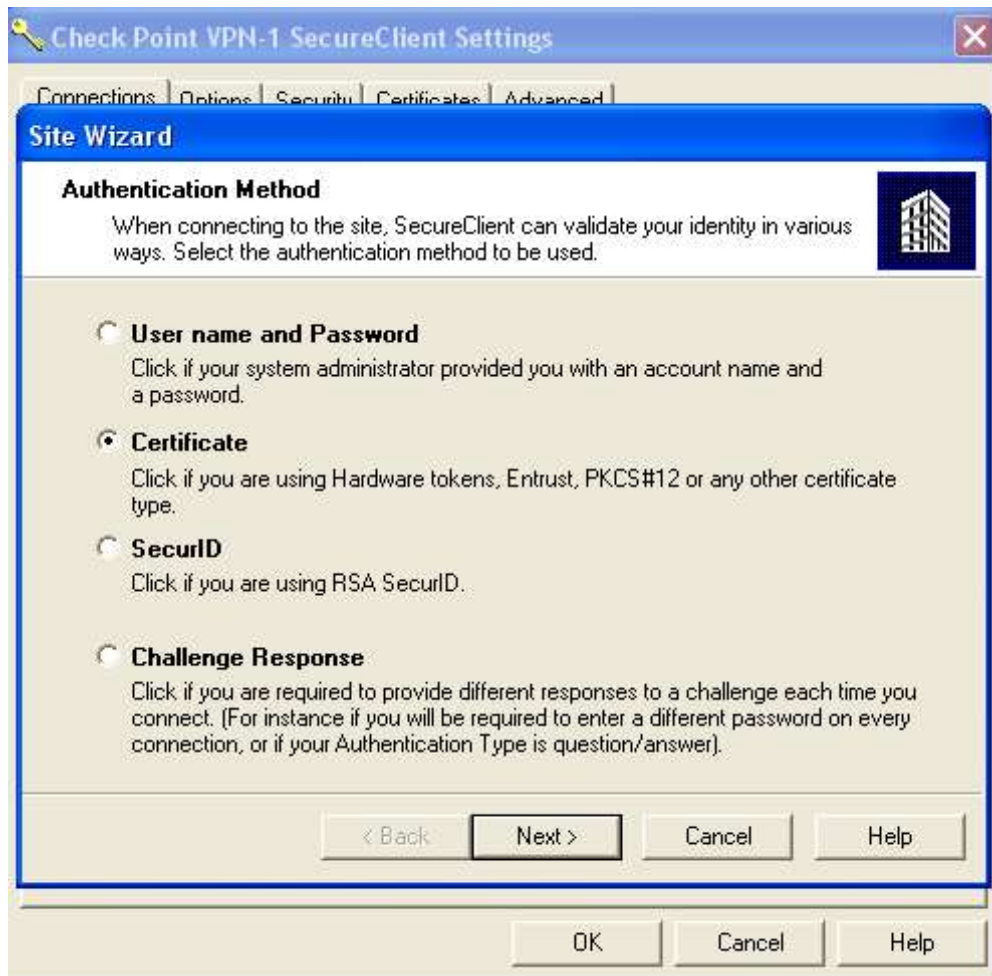 Check Point VPN-1 SecureClient Settings
Connections Options Security Certificates Advanced
Site Wizard
Authentication Method
When connecting to the site, SecureClient can validate your identity in various
ways. Select the authentication method to be used.
User name and Password
Click if your system administrator provided you with an account name and
a password.
Certificate
Click if you are using Hardware tokens, Entrust, PKCS#12 or any other certificate
type.
SecurID
Click if you are using RSA SecurID.
Challenge Response
Click if you are required to provide different responses to a challenge each time you
connect. (For instance if you will be required to enter a different password on every
connection, or if your Authentication Type is question/answer).
< Back Next > Cancel Help
OK Cancel Help